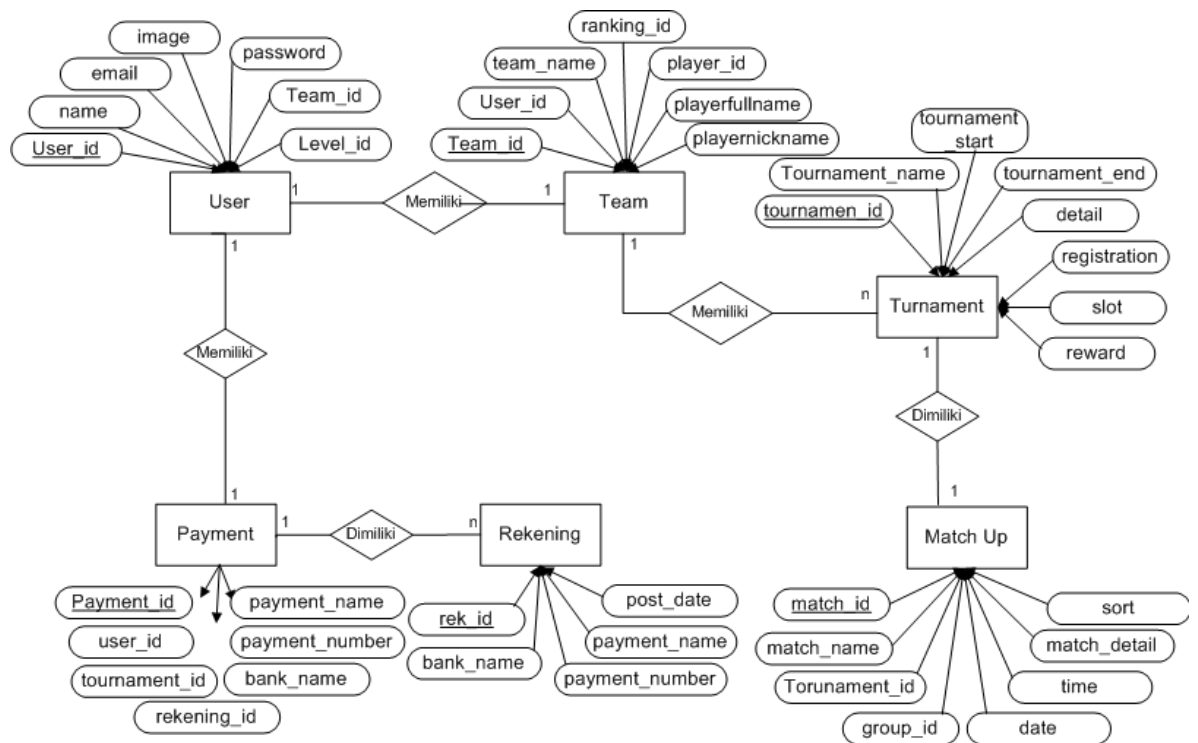 image
password
email
Team_id
name
Level_id
User_id
User
1
Memiliki
1
ranking_id
team_name
player_id
User_id
playerfullname
Team_id
playernickname
Team
tournament
_start
Tournament_name
tournament_end
tournamen_id
detail
registration
slot
reward
Turnament
1
Memiliki
n
1
Memiliki
1
1
Dimiliki
1
Payment
1
Dimiliki
n
Rekening
Match Up
Payment_id
payment_name
user_id
payment_number
tournament_id
bank_name
rekening_id
rek_id
post_date
bank_name
payment_name
payment_number
match_id
sort
match_name
match_detail
Torunament_id
time
group_id
date